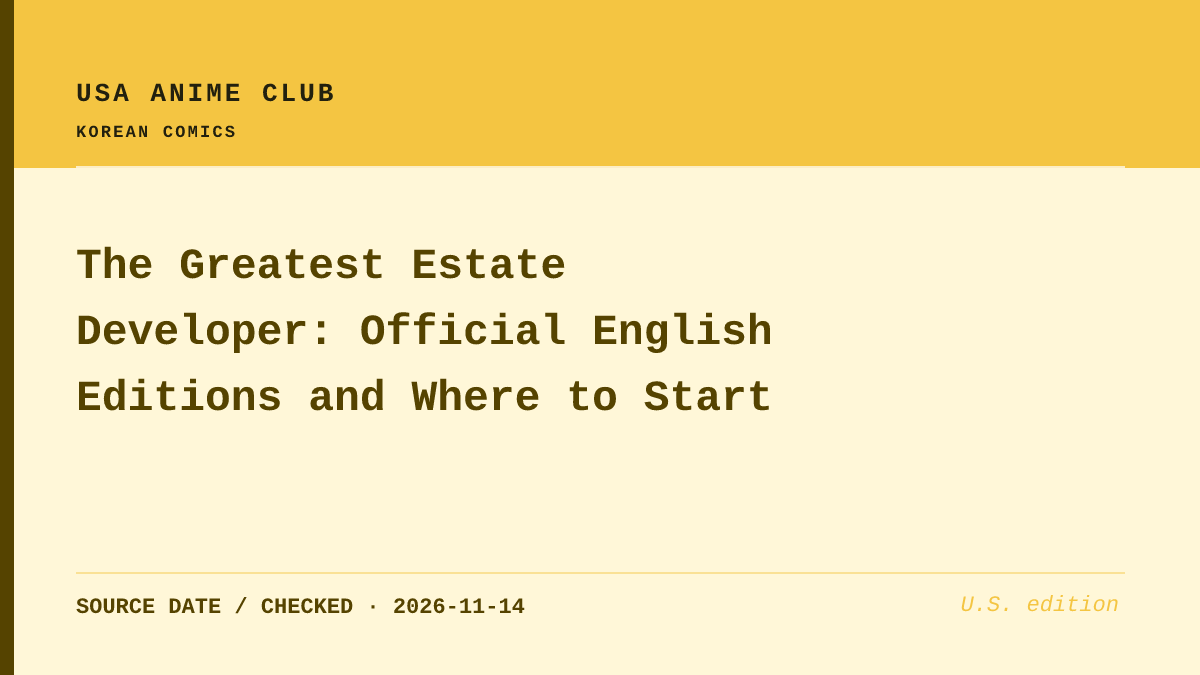 USA ANIME CLUB
KOREAN COMICS
The Greatest Estate
Developer: Official English
Editions and Where to Start
SOURCE DATE / CHECKED · 2026-11-14
U.S. edition